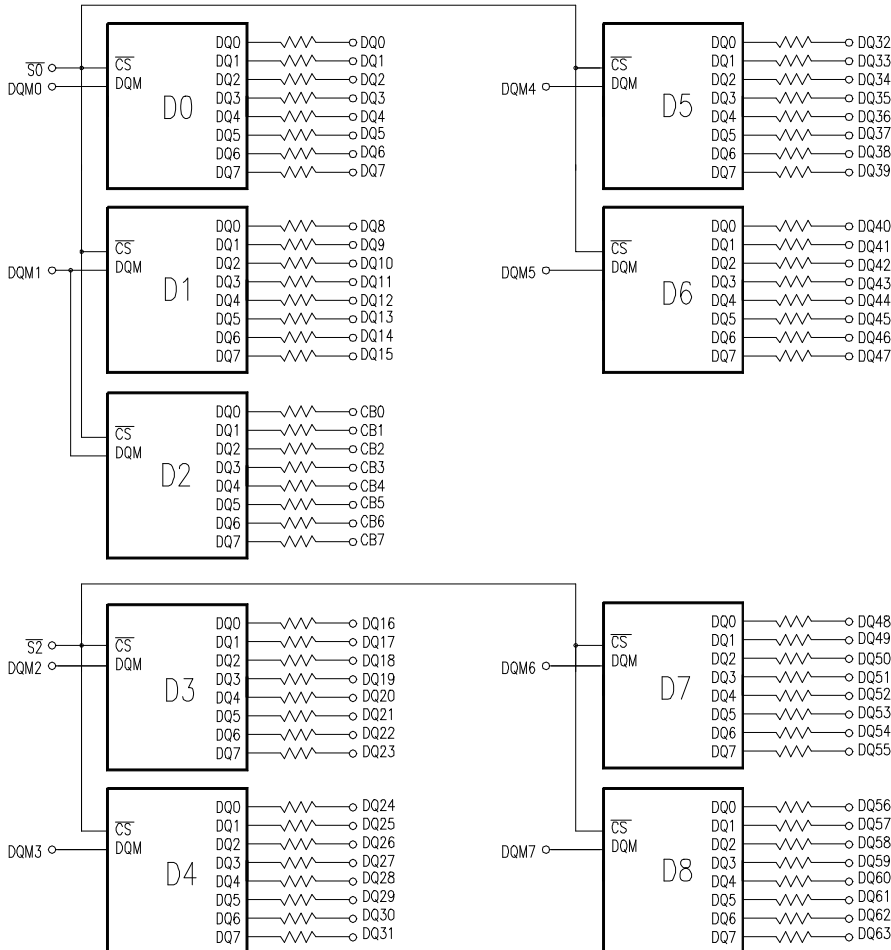 S0
DQM0
CS
DQM
D0
DQ0 DQ0
DQ1 DQ1
DQ2 DQ2
DQ3 DQ3
DQ4 DQ4
DQ5 DQ5
DQ6 DQ6
DQ7 DQ7
DQM4
CS
DQM
D5
DQ0 DQ32
DQ1 DQ33
DQ2 DQ34
DQ3 DQ35
DQ4 DQ36
DQ5 DQ37
DQ6 DQ38
DQ7 DQ39
DQM1
CS
DQM
D1
DQ0 DQ8
DQ1 DQ9
DQ2 DQ10
DQ3 DQ11
DQ4 DQ12
DQ5 DQ13
DQ6 DQ14
DQ7 DQ15
DQM5
CS
DQM
D6
DQ0 DQ40
DQ1 DQ41
DQ2 DQ42
DQ3 DQ43
DQ4 DQ44
DQ5 DQ45
DQ6 DQ46
DQ7 DQ47
CS
DQM
D2
DQ0 CB0
DQ1 CB1
DQ2 CB2
DQ3 CB3
DQ4 CB4
DQ5 CB5
DQ6 CB6
DQ7 CB7
S2
DQM2
CS
DQM
D3
DQ0 DQ16
DQ1 DQ17
DQ2 DQ18
DQ3 DQ19
DQ4 DQ20
DQ5 DQ21
DQ6 DQ22
DQ7 DQ23
DQM6
CS
DQM
D7
DQ0 DQ48
DQ1 DQ49
DQ2 DQ50
DQ3 DQ51
DQ4 DQ52
DQ5 DQ53
DQ6 DQ54
DQ7 DQ55
DQM3
CS
DQM
D4
DQ0 DQ24
DQ1 DQ25
DQ2 DQ26
DQ3 DQ27
DQ4 DQ28
DQ5 DQ29
DQ6 DQ30
DQ7 DQ31
DQM7
CS
DQM
D8
DQ0 DQ56
DQ1 DQ57
DQ2 DQ58
DQ3 DQ59
DQ4 DQ60
DQ5 DQ61
DQ6 DQ62
DQ7 DQ63